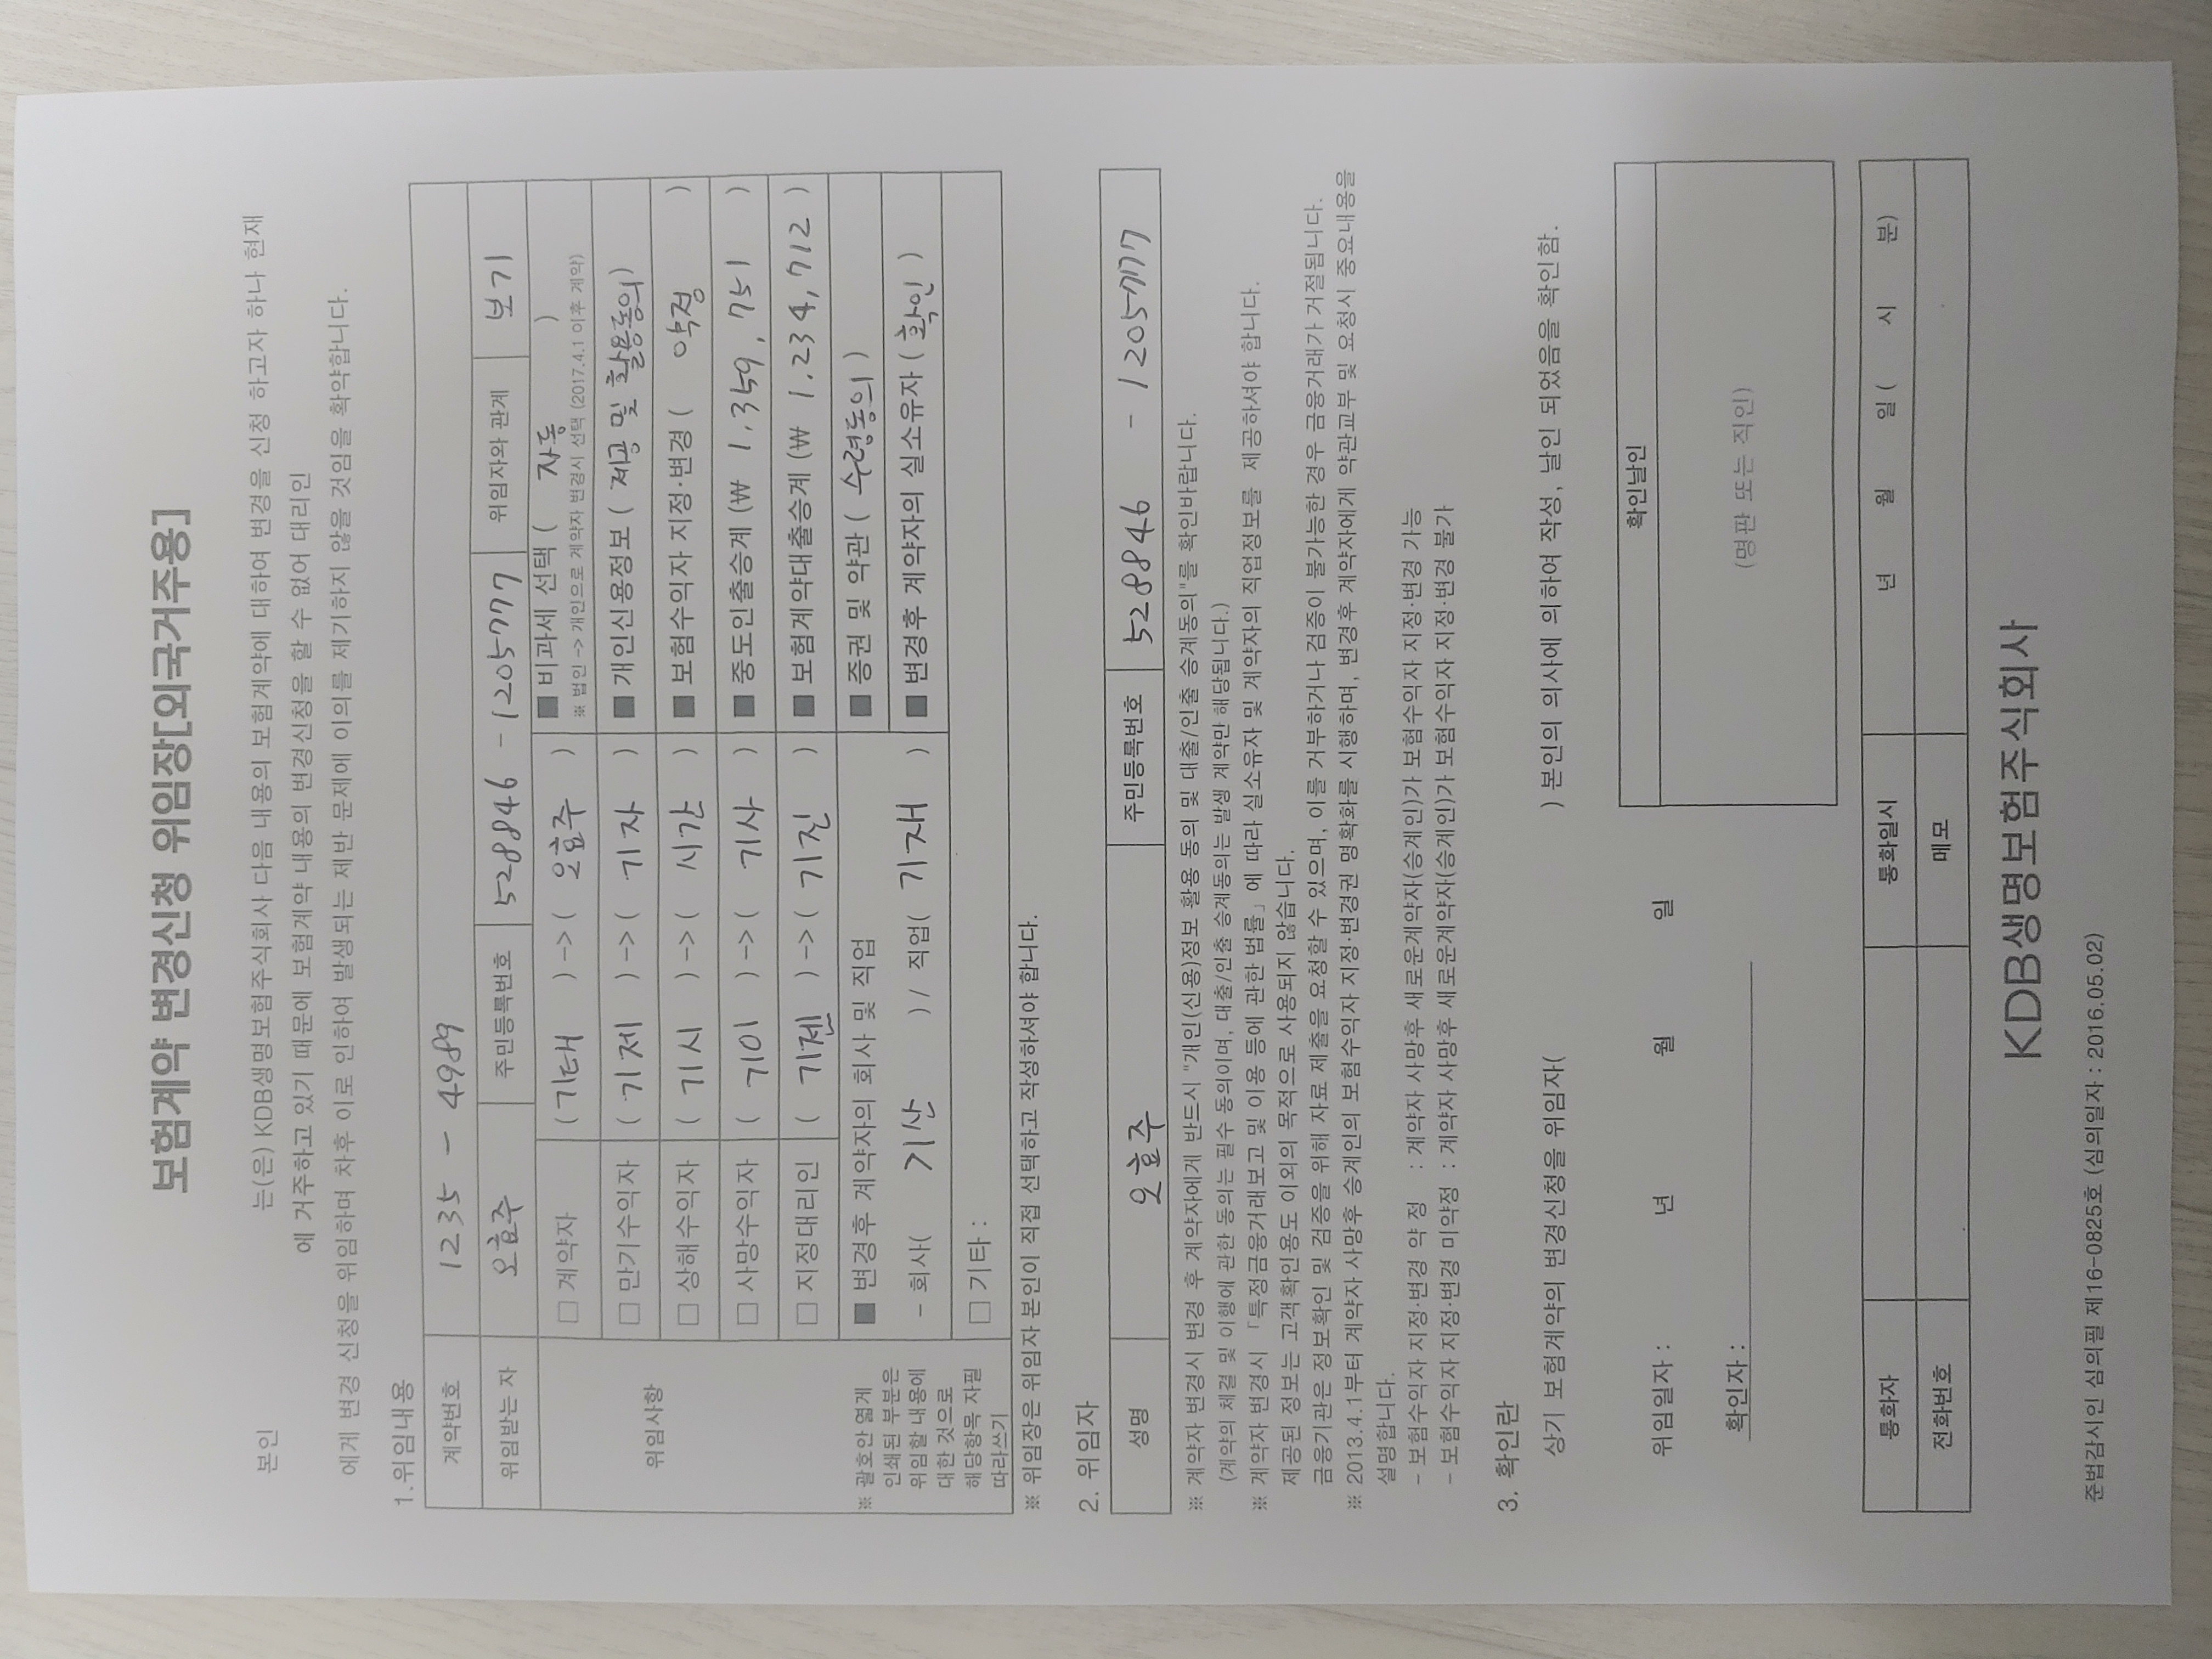 보험계약 변경신청 위임장[외국거주용]
본인 는(은) KDB생명보험주식회사 다음 내용의 보험계약에 대하여 변경을 신청 하고자 하나 현재
에 거주하고 있기 때문에 보험계약 내용의 변경신청을 할 수 없어 대리인
에게 변경 신청을 위임하며 차후 이로 인하여 발생되는 제반 문제에 이의를 제기하지 않을 것임을 확약합니다.
1.위임내용
계약번호 1235 - 4989
위임받는 자 오효주 주민등록번호 528846 - 1205777 위임자와 관계 보기
위임사항
□ 계약자 (기태) -> (오효주) ■ 비과세 선택 (자동)
※ 법인 -> 개인으로 계약자 변경시 선택 (2017.4.1 이후 계약)
□ 만기수익자 (기제) -> (기자) ■ 개인신용정보 (제공 및 활용동의)
□ 상해수익자 (기시) -> (시간) ■ 보험수익자 지정·변경 (약정)
□ 사망수익자 (기이) -> (기사) ■ 중도인출승계 (₩ 1,359,751)
□ 지정대리인 (기젠) -> (기진) ■ 보험계약대출승계 (₩ 1.234,712)
※ 괄호안 엷게
인쇄된 부분은
위임할 내용에
대한 것으로
해당항목 자필
따라쓰기
■ 변경후 계약자의 회사 및 직업 ■ 증권 및 약관 (수령동의)
- 회사(기산) / 직업(기재) ■ 변경후 계약자의 실소유자 (확인)
□ 기타 :
※ 위임장은 위임자 본인이 직접 선택하고 작성하셔야 합니다.
2. 위임자
성명 오효주 주민등록번호 528846 - 1205777
※ 계약자 변경시 변경 후 계약자에게 반드시 "개인(신용)정보 활용 동의 및 대출/인출 승계동의"를 확인바랍니다.
(계약의 체결 및 이행에 관한 동의는 필수 동의이며, 대출/인출 승계동의는 발생 계약만 해당됩니다.)
※ 계약자 변경시 「특정금융거래보고 및 이용 등에 관한 법률」에 따라 실소유자 및 계약자의 직업정보를 제공하셔야 합니다.
제공된 정보는 고객확인용도 이외의 목적으로 사용되지 않습니다.
금융기관은 정보확인 및 검증을 위해 자료 제출을 요청할 수 있으며, 이를 거부하거나 검증이 불가능한 경우 금융거래가 거절됩니다.
※ 2013.4.1부터 계약자 사망후 승계인의 보험수익자 지정·변경권 명확화를 시행하며, 변경후 계약자에게 약관교부 및 요청시 중요내용을
설명합니다.
- 보험수익자 지정·변경 약 정 : 계약자 사망후 새로운계약자(승계인)가 보험수익자 지정·변경 가능
- 보험수익자 지정·변경 미약정 : 계약자 사망후 새로운계약자(승계인)가 보험수익자 지정·변경 불가
3. 확인란
상기 보험계약의 변경신청을 위임자( ) 본인의 의사에 의하여 작성, 날인 되었음을 확인함.
확인날인
위임일자 : 년 월 일
확인자 :
(명판 또는 직인)
통화자 통화일시 년 월 일 ( 시 분)
전화번호 메모
KDB생명보험주식회사
준법감시인 심의필 제16-0825호 (심의일자 : 2016.05.02)